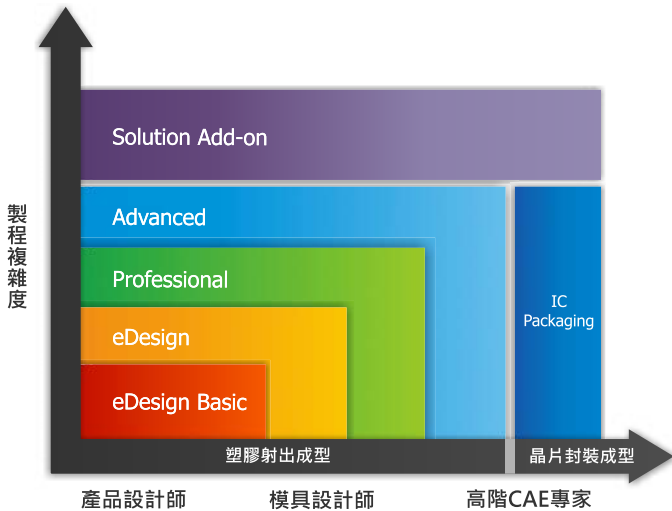 Solution Add-on
Advanced
製程複雜度
Professional
IC
Packaging
eDesign
eDesign Basic
塑膠射出成型
晶片封裝成型
產品設計師
模具設計師
高階CAE專家